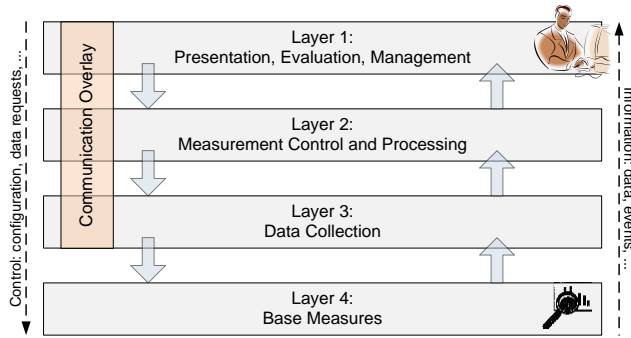 Layer 1:
Presentation, Evaluation, Management
Layer 2:
Measurement Control and Processing
Layer 3:
Data Collection
Layer 4:
Base Measures
Communication Overlay
Control: configuration, data requests, ...
Information: data, events, ...